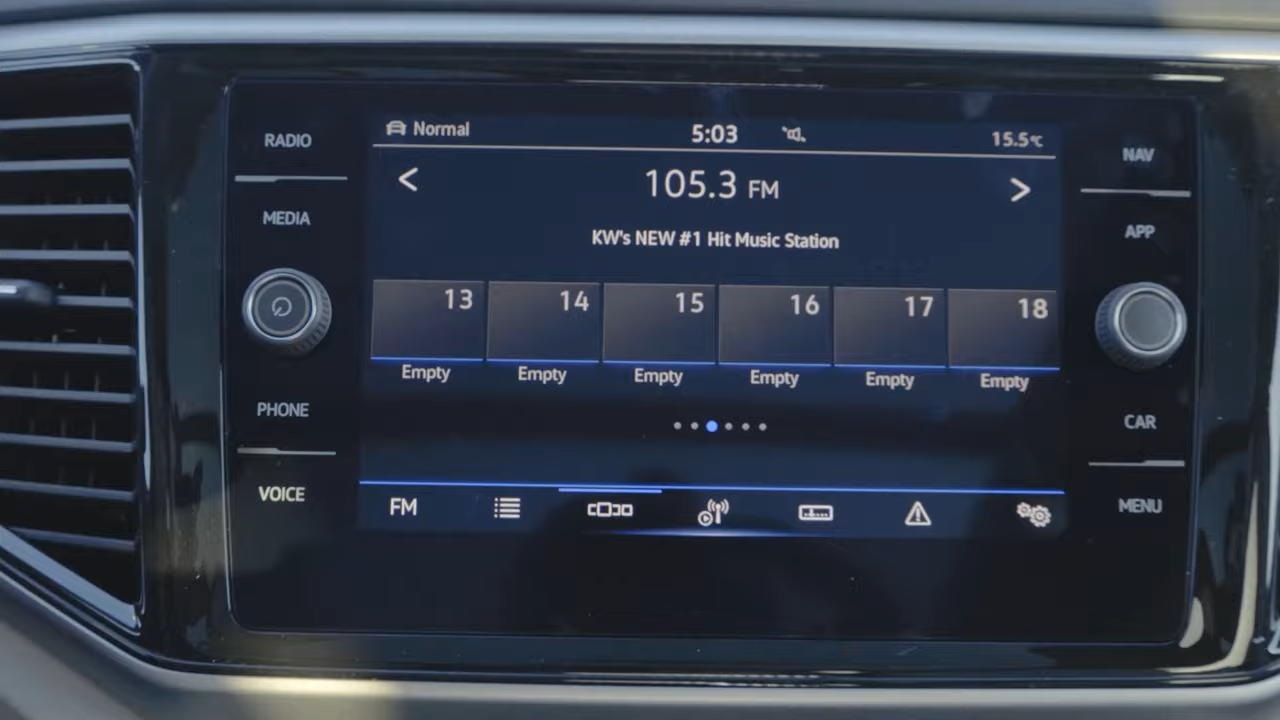 RADIO
MEDIA
PHONE
VOICE
Normal 5:03 15.5°C
< 105.3 FM >
KW's NEW #1 Hit Music Station
13 14 15 16 17 18
Empty Empty Empty Empty Empty Empty
FM
NAV
APP
CAR
MENU